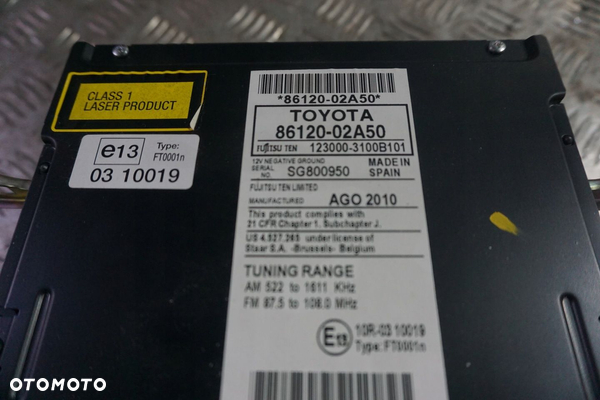 CLASS 1
LASER PRODUCT
e13 Type:
FT0001n
03 10019
*86120-02A50*
TOYOTA
86120-02A50
FUJITSU TEN 123000-3100B101
12V NEGATIVE GROUND
SERIAL NO. SG800950
MADE IN SPAIN
FUJITSU TEN LIMITED
MANUFACTURED AGO 2010
This product complies with
21 CFR Chapter 1, Subchapter J.
US 4,527,265 under license of
Staar S.A. -Brussels- Belgium
TUNING RANGE
AM 522 to 1611 KHz
FM 87.5 to 108.0 MHz
E13 10R-03 10019
Type: FT0001n
OTOMOTO